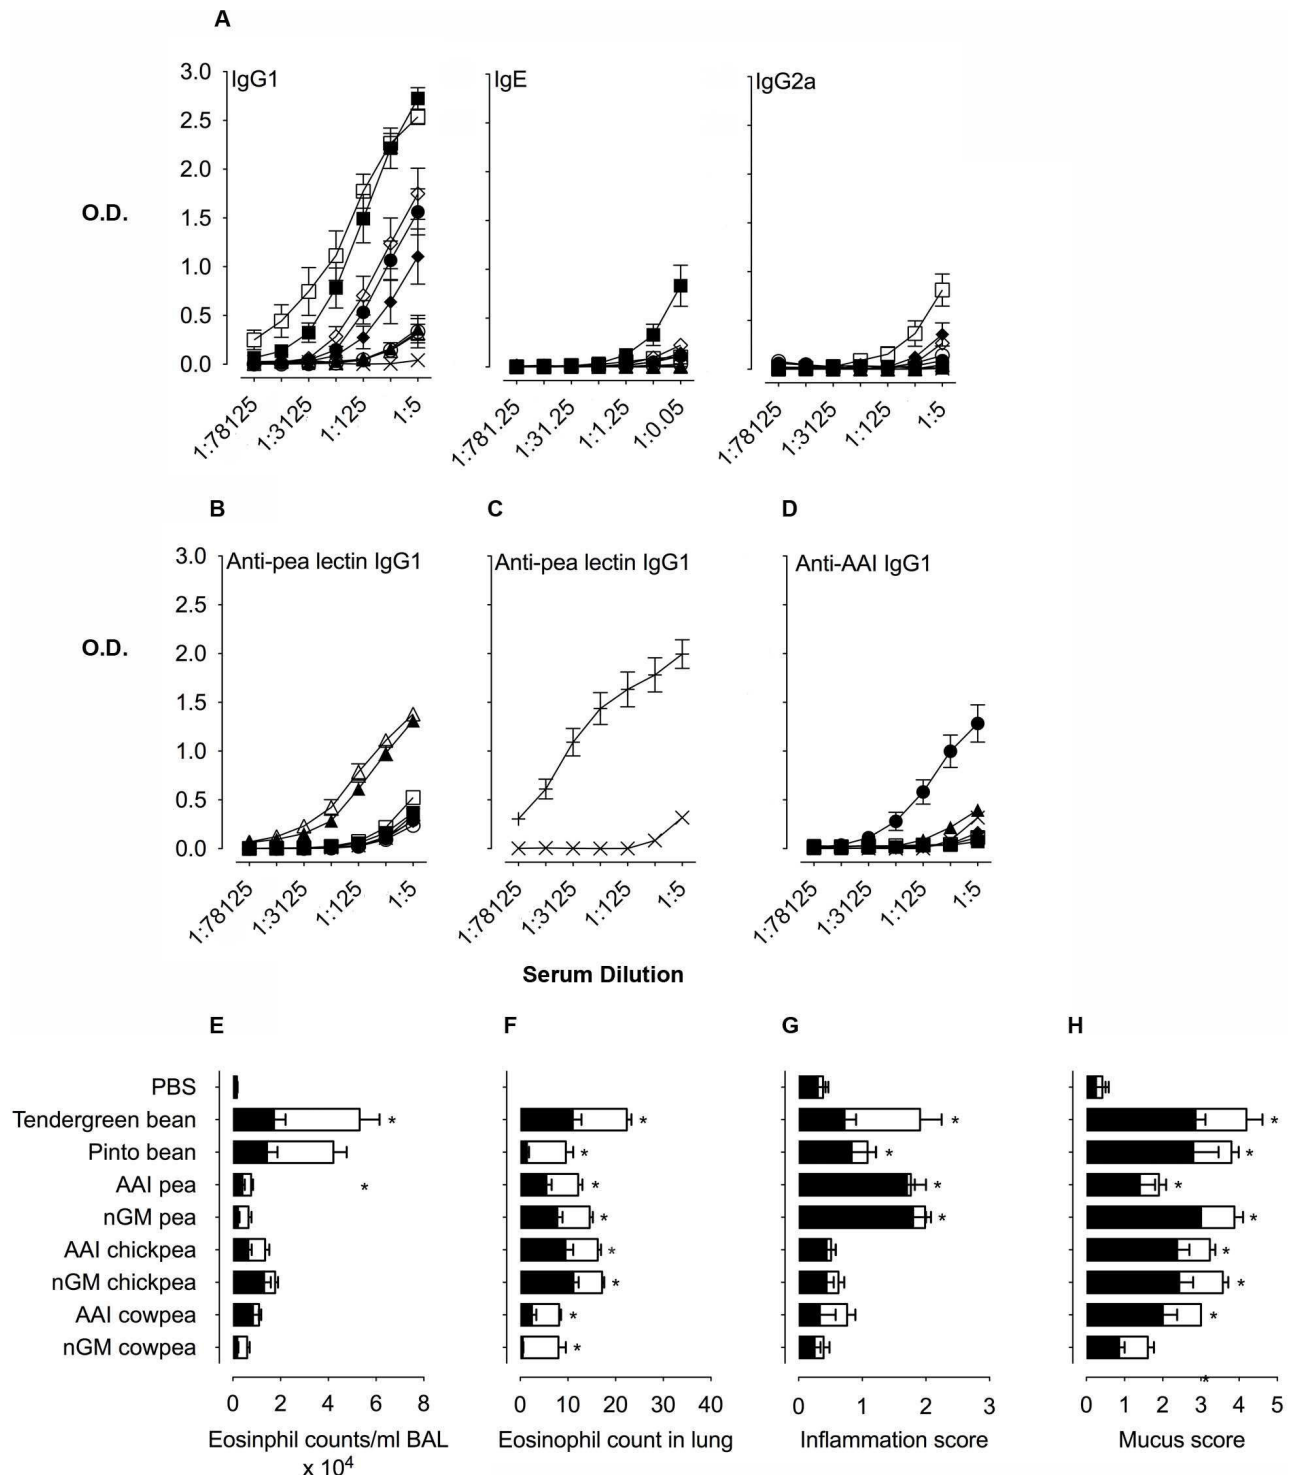 A
IgG1
IgE
IgG2a
3.0
2.5
2.0
1.5
1.0
0.5
0.0
O.D.
1:78125
1:3125
1:125
1:5
1:781.25
1:31.25
1:1.25
1:0.05
1:78125
1:3125
1:125
1:5
B
C
D
Anti-pea lectin IgG1
Anti-pea lectin IgG1
Anti-AAI IgG1
3.0
2.5
2.0
1.5
1.0
0.5
0.0
O.D.
1:78125
1:3125
1:125
1:5
1:78125
1:3125
1:125
1:5
1:78125
1:3125
1:125
1:5
Serum Dilution
E
F
G
H
PBS
Tendergreen bean * * * *
Pinto bean * * *
AAI pea * * * *
nGM pea * * *
AAI chickpea * *
nGM chickpea * *
AAI cowpea * *
nGM cowpea *
*
0 2 4 6 8
0 10 20 30 40
0 1 2 3
0 1 2 3 4 5
Eosinphil counts/ml BAL
x 10⁴
Eosinophil count in lung
Inflammation score
Mucus score